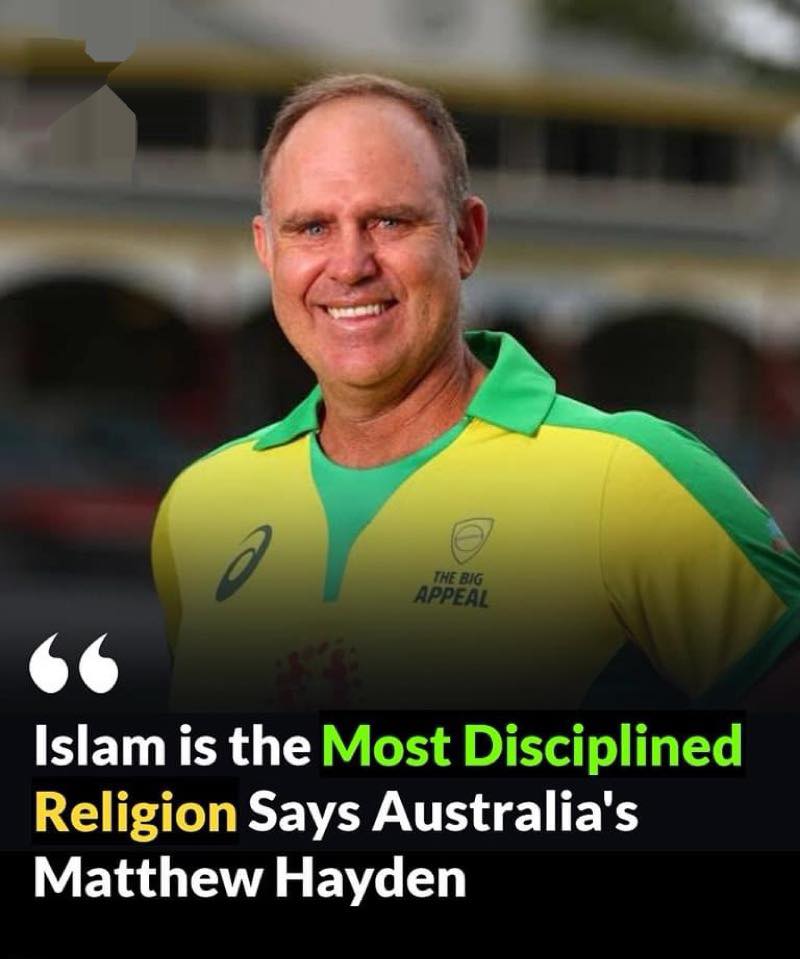 THE BIG
APPEAL
Islam is the Most Disciplined
Religion Says Australia's
Matthew Hayden